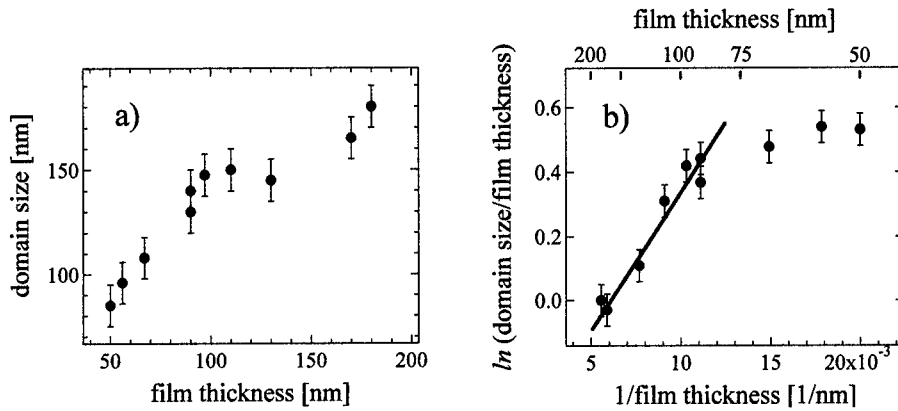 a)
domain size [nm]
150
100
50 100 150 200
film thickness [nm]
film thickness [nm]
200 100 75 50
b)
ln (domain size/film thickness)
0.6
0.4
0.2
0.0
5 10 15 20x10⁻³
1/film thickness [1/nm]